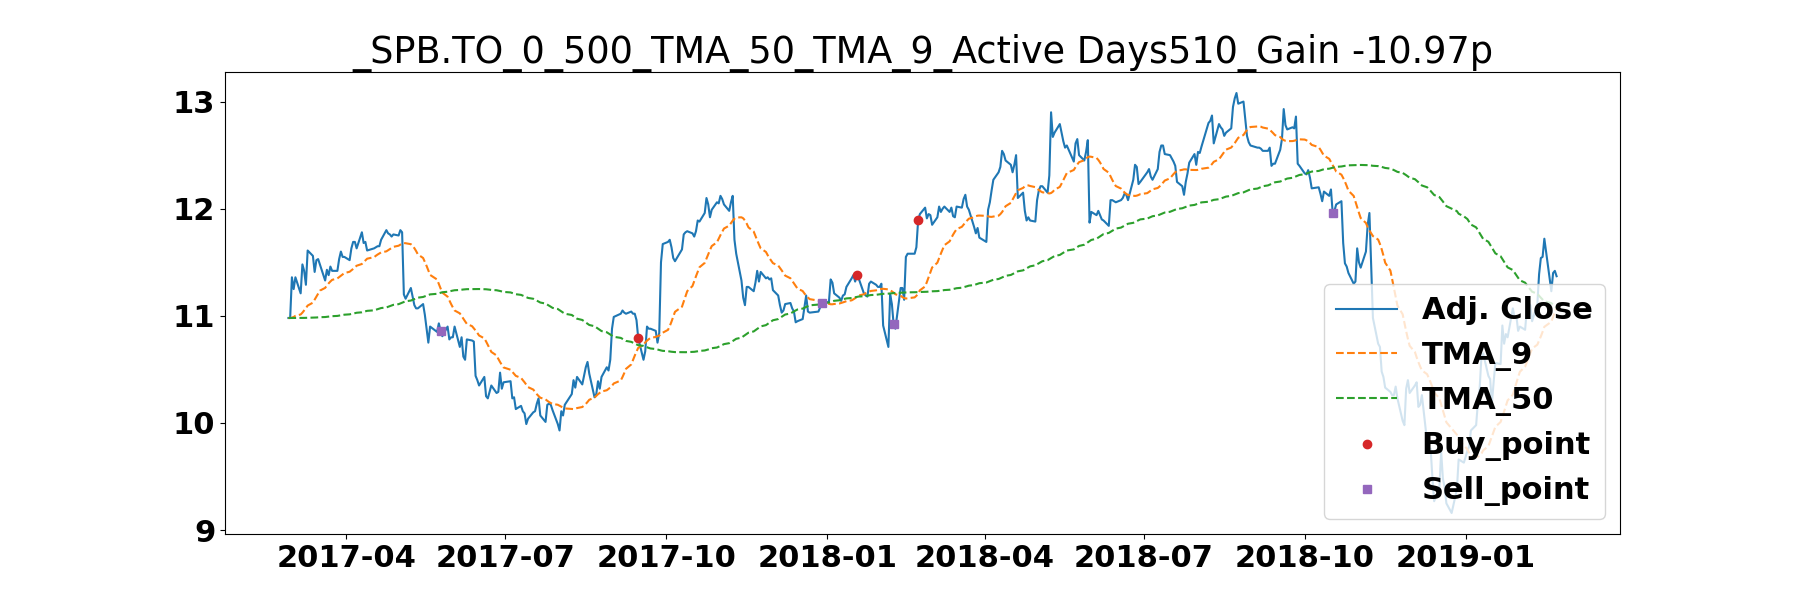 _SPB.TO_0_500_TMA_50_TMA_9_Active Days510_Gain -10.97p
13
12
11
10
9
Adj. Close
TMA_9
TMA_50
Buy_point
Sell_point
2017-04 2017-07 2017-10 2018-01 2018-04 2018-07 2018-10 2019-01